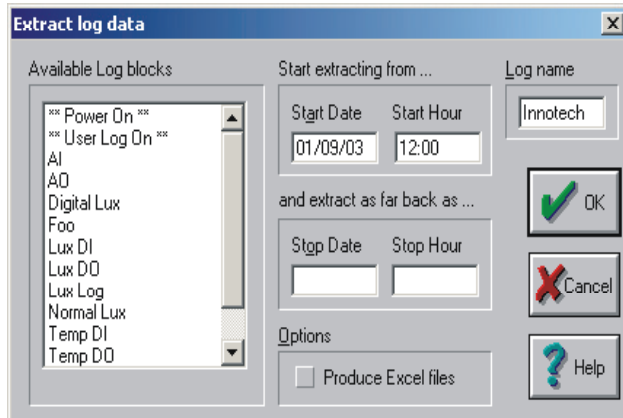 Extract log data
Available Log blocks
** Power On **
** User Log On **
AI
AO
Digital Lux
Foo
Lux DI
Lux DO
Lux Log
Normal Lux
Temp DI
Temp DO
Start extracting from ...
Start Date Start Hour
01/09/03 12:00
and extract as far back as ...
Stop Date Stop Hour
Options
Produce Excel files
Log name
Innotech
OK
Cancel
Help